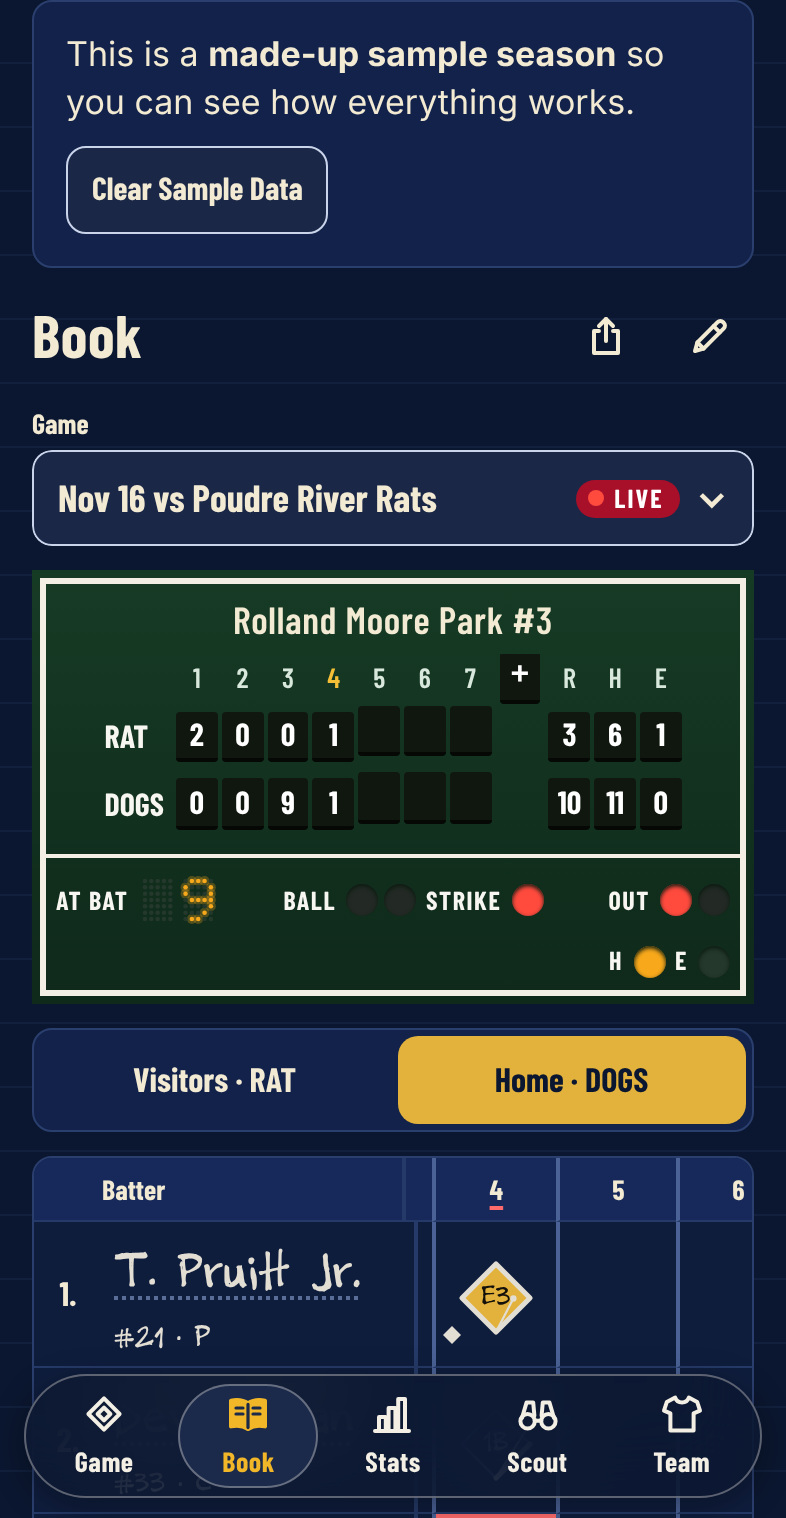 This is a made-up sample season so
you can see how everything works.
Clear Sample Data
Book
Game
Nov 16 vs Poudre River Rats LIVE
Rolland Moore Park #3
1 2 3 4 5 6 7 + R H E
RAT 2 0 0 1 3 6 1
DOGS 0 0 9 1 10 11 0
AT BAT 9 BALL STRIKE OUT
H E
Visitors · RAT Home · DOGS
Batter 4 5 6
1. T. Pruitt Jr. E3
#21 · P
#33
Game Book Stats Scout Team